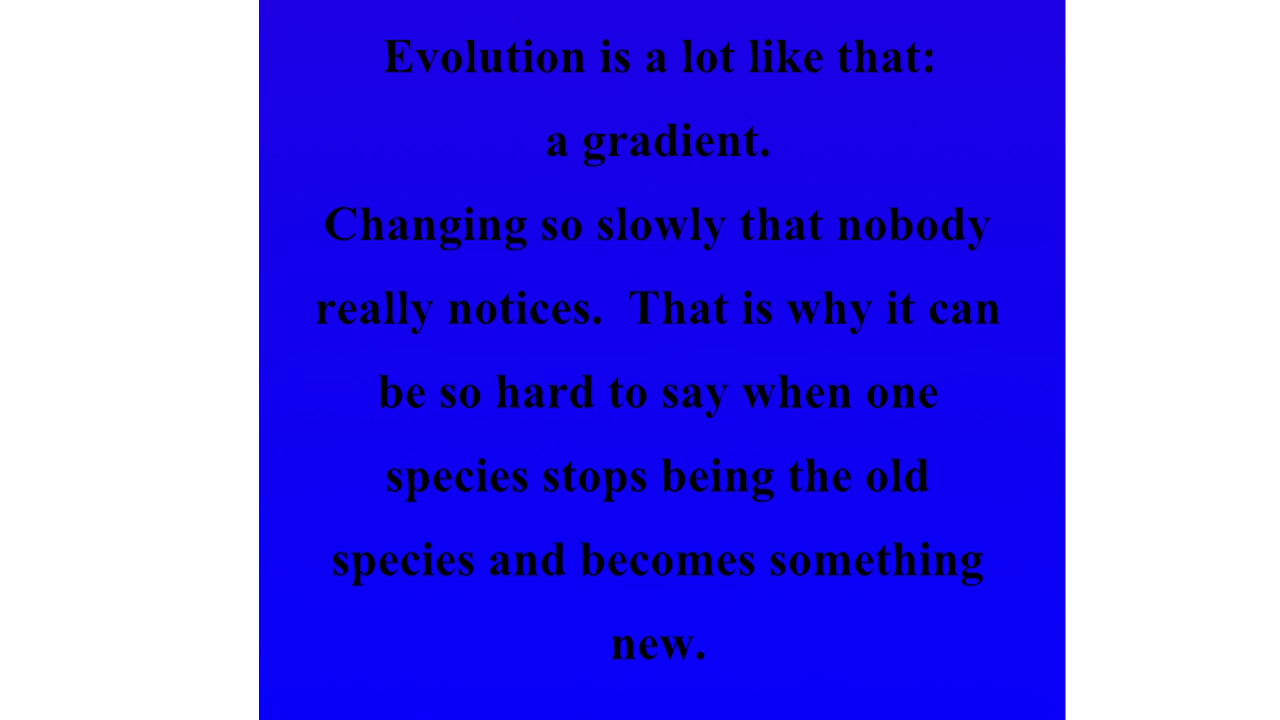 Evolution is a lot like that:
a gradient.
Changing so slowly that nobody
really notices.  That is why it can
be so hard to say when one
species stops being the old
species and becomes something
new.